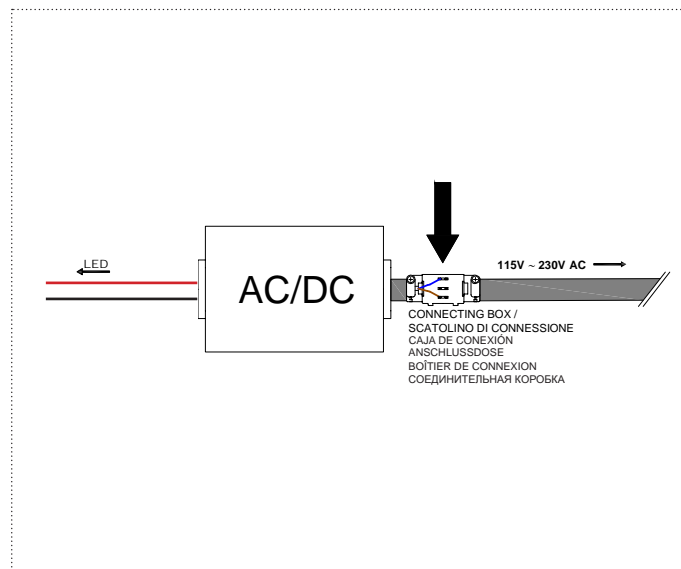 LED
AC/DC
115V ~ 230V AC
CONNECTING BOX /
SCATOLINO DI CONNESSIONE
CAJA DE CONEXIÓN
ANSCHLUSSDOSE
BOÎTIER DE CONNEXION
СОЕДИНИТЕЛЬНАЯ КОРОБКА